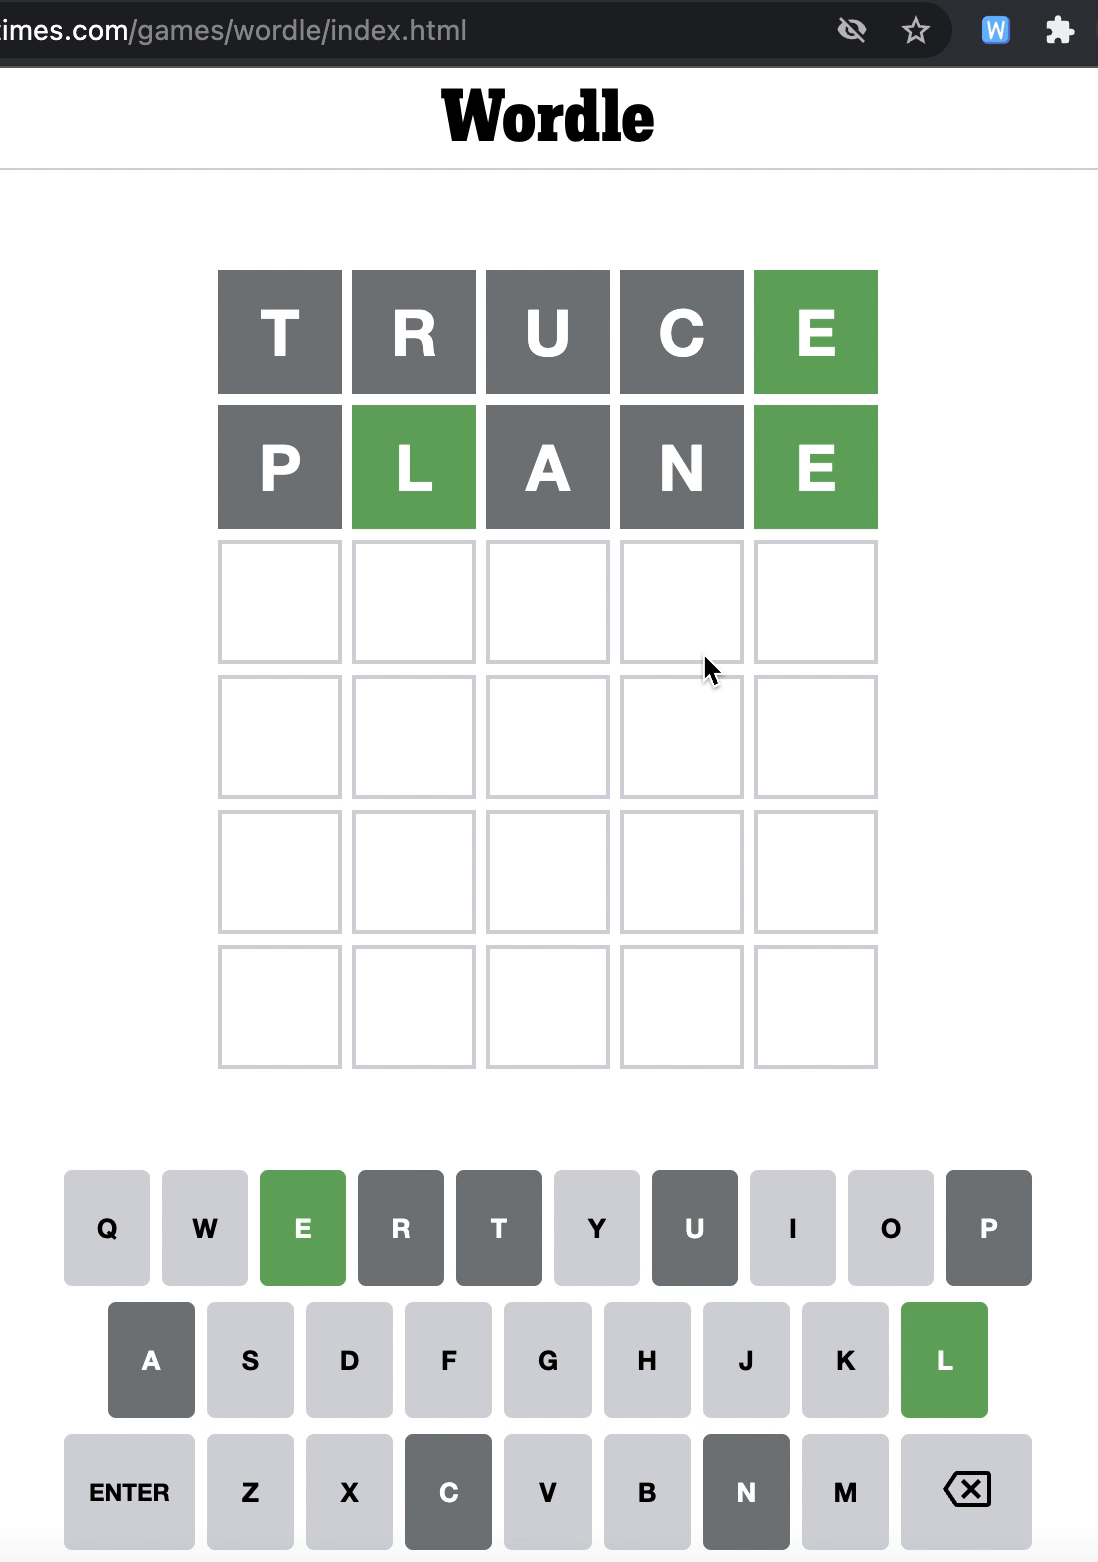 imes.com/games/wordle/index.html W
Wordle
T R U C E
P L A N E
Q W E R T Y U I O P
A S D F G H J K L
ENTER Z X C V B N M